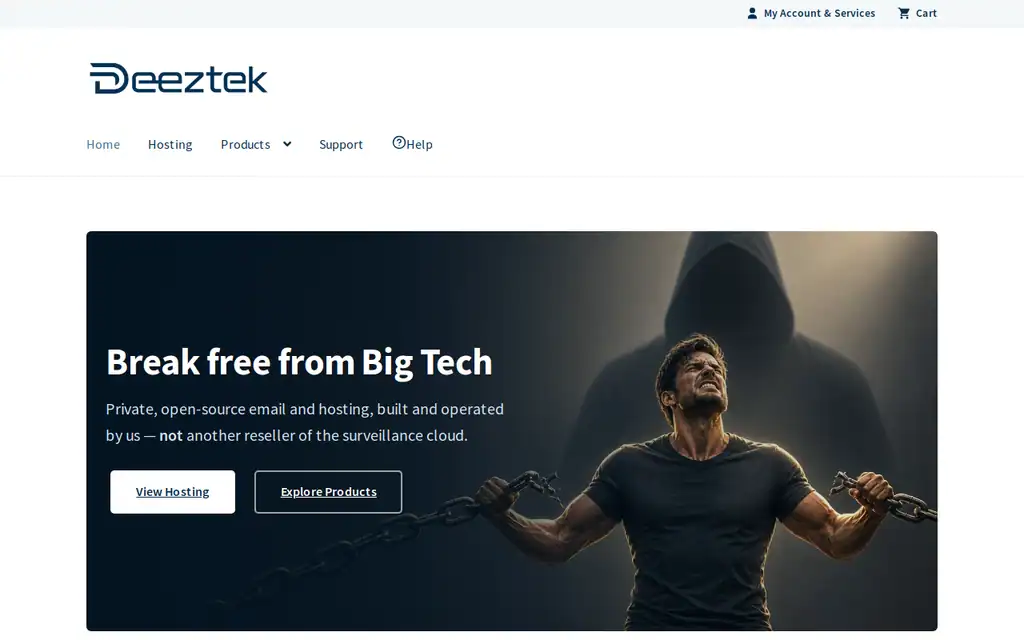 My Account & Services
Cart
Deeztek
Home
Hosting
Products
Support
Help
Break free from Big Tech
Private, open-source email and hosting, built and operated
by us — not another reseller of the surveillance cloud.
View Hosting
Explore Products